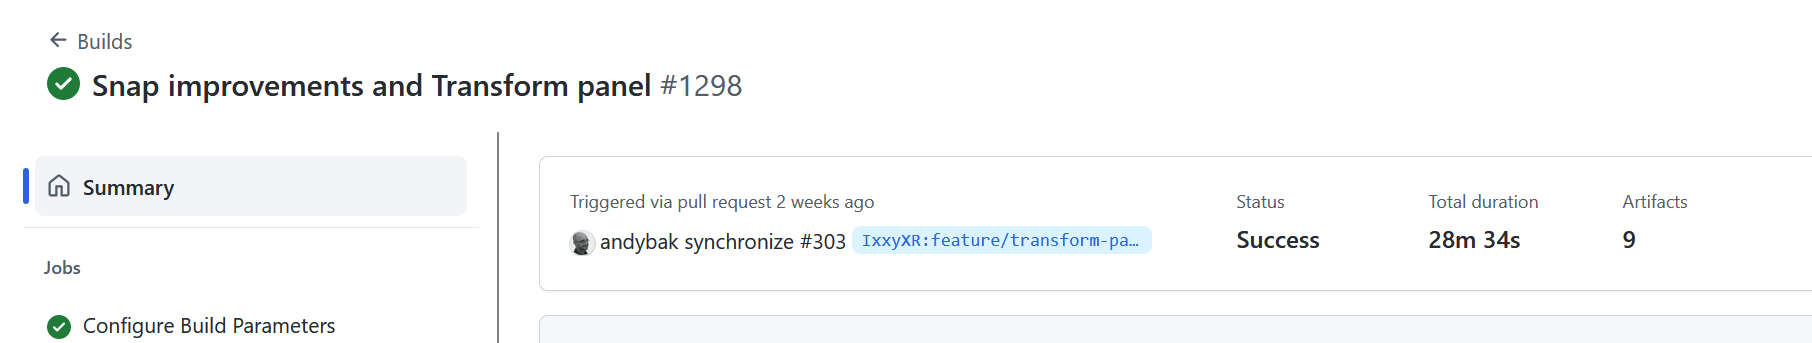 Builds
Snap improvements and Transform panel #1298
Summary
Jobs
Configure Build Parameters
Triggered via pull request 2 weeks ago
andybak synchronize #303 IxxyXR:feature/transform-pa…
Status
Success
Total duration
28m 34s
Artifacts
9